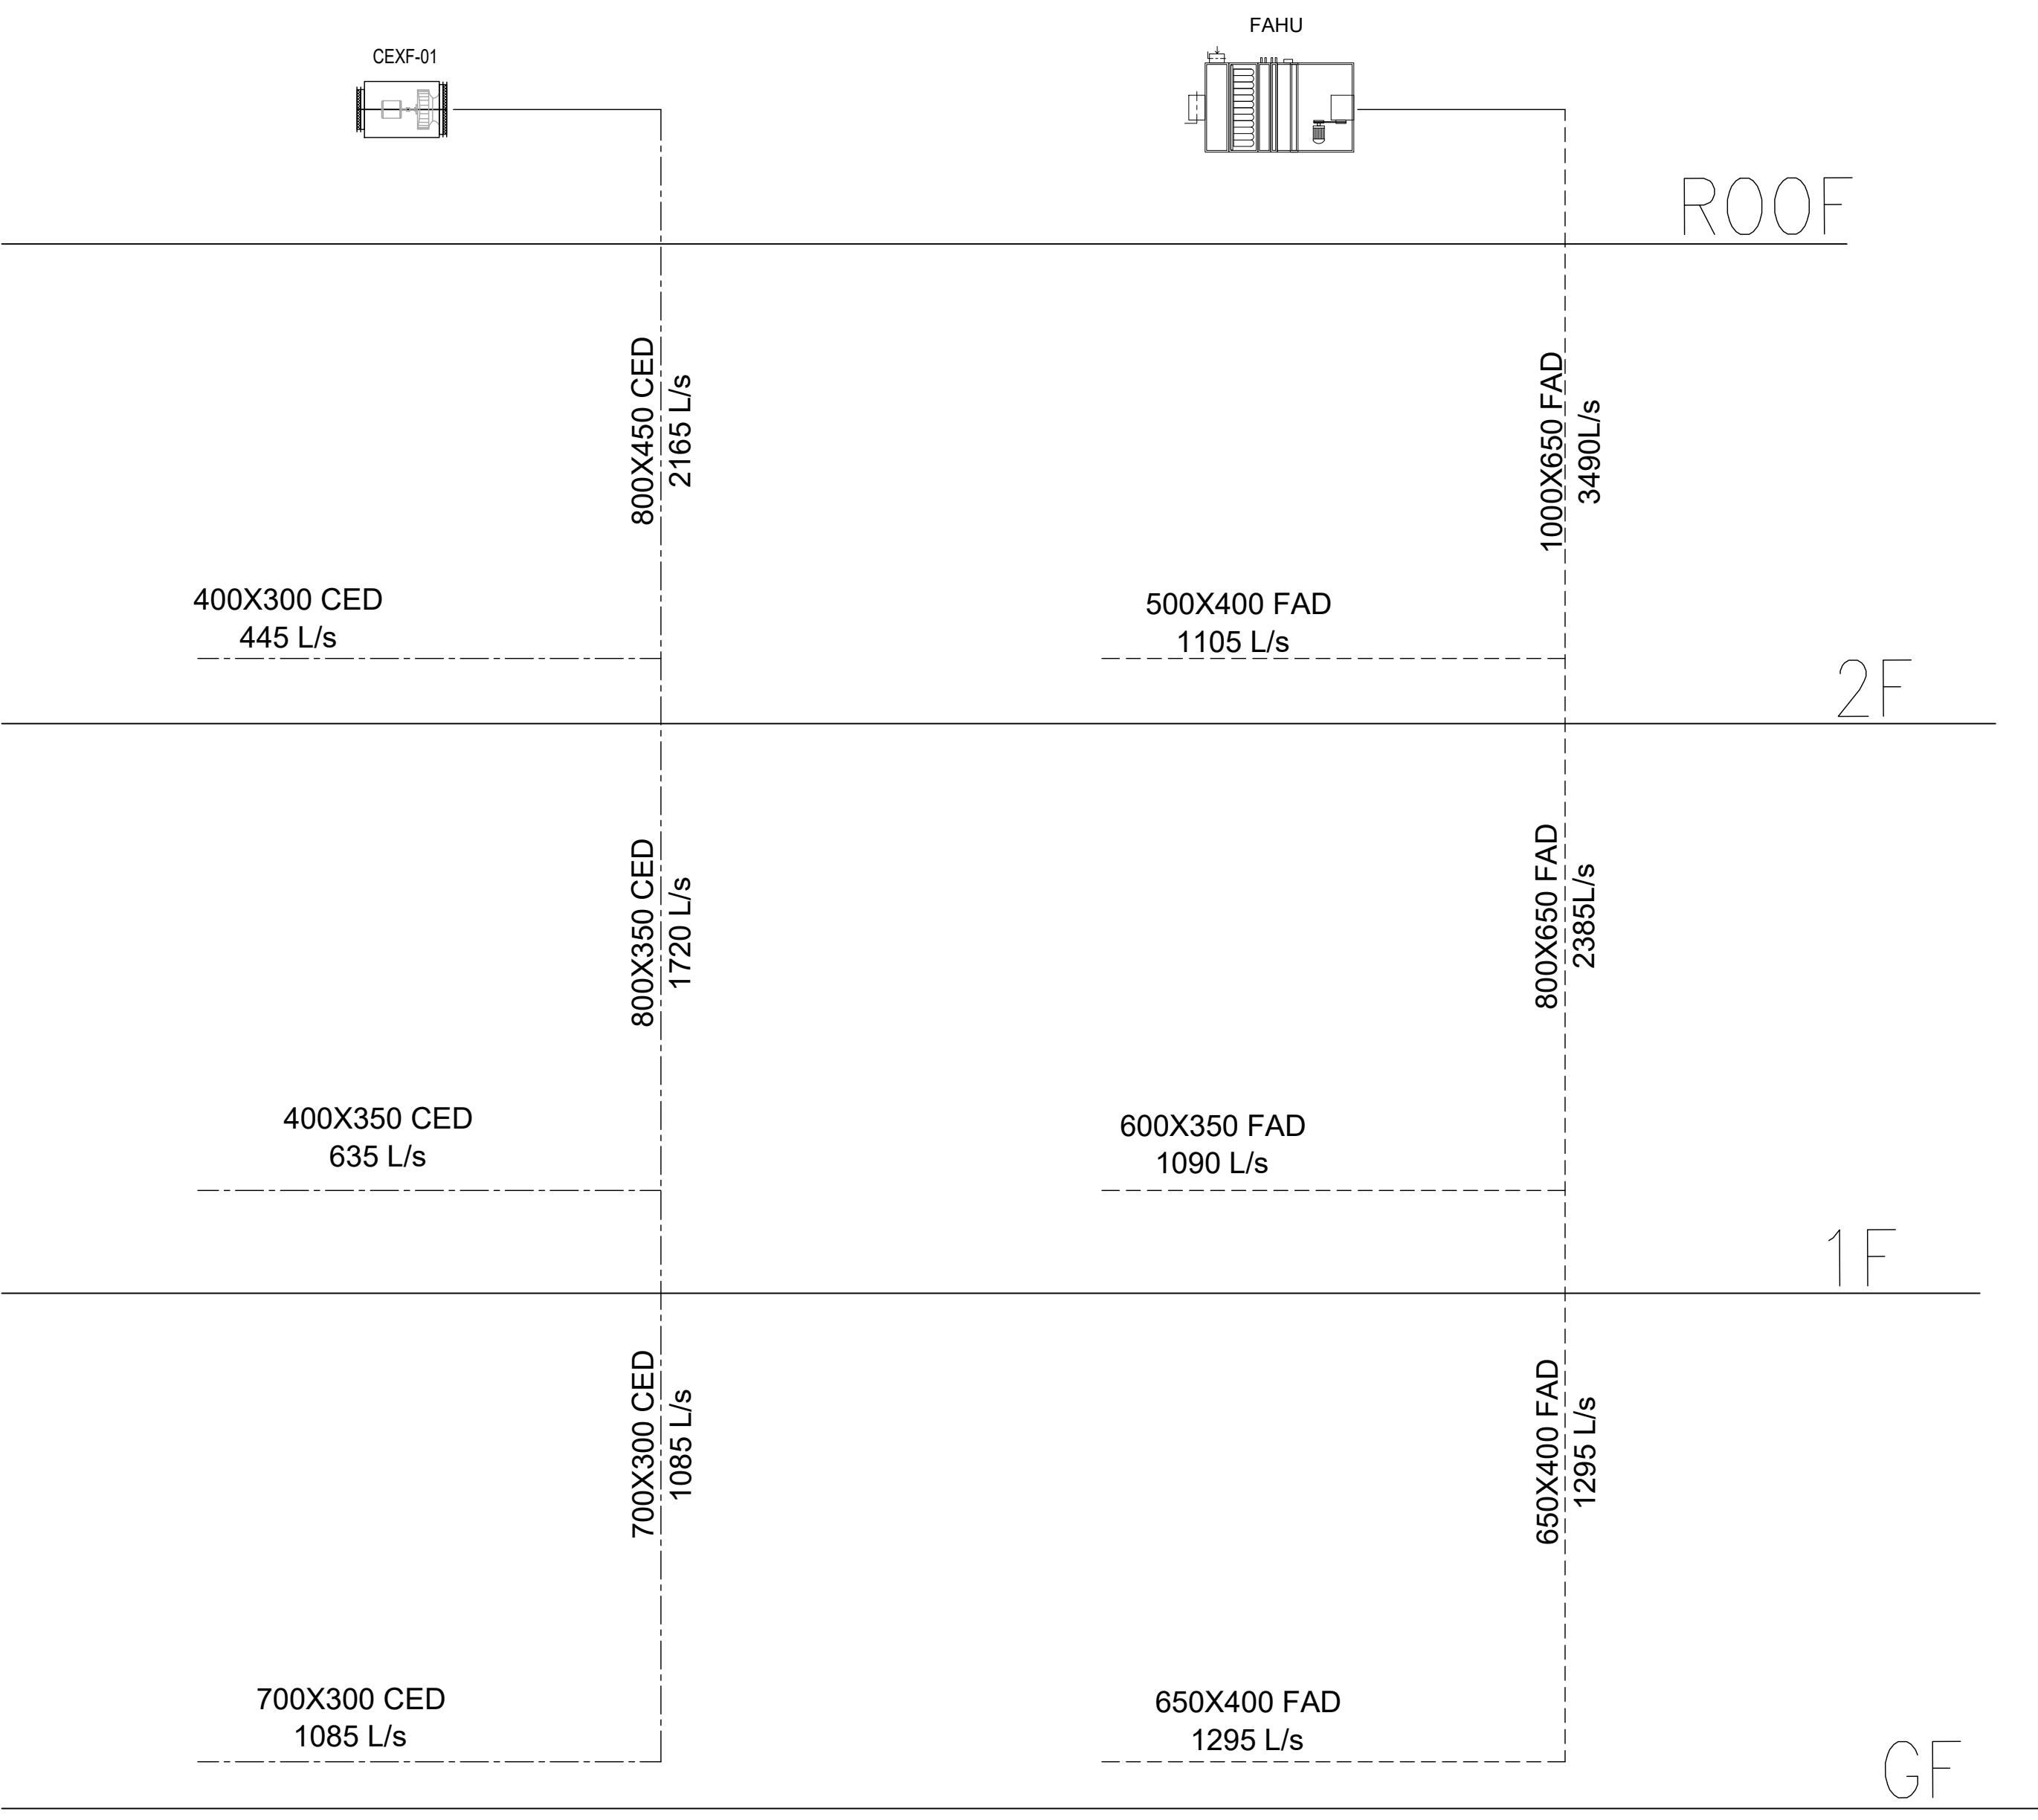 FAHU
CEXF-01
ROOF
800X450 CED
2165 L/s
1000X650 FAD
3490L/s
400X300 CED
445 L/s
500X400 FAD
1105 L/s
2F
800X350 CED
1720 L/s
800X650 FAD
2385L/s
400X350 CED
635 L/s
600X350 FAD
1090 L/s
1F
700X300 CED
1085 L/s
650X400 FAD
1295 L/s
700X300 CED
1085 L/s
650X400 FAD
1295 L/s
GF